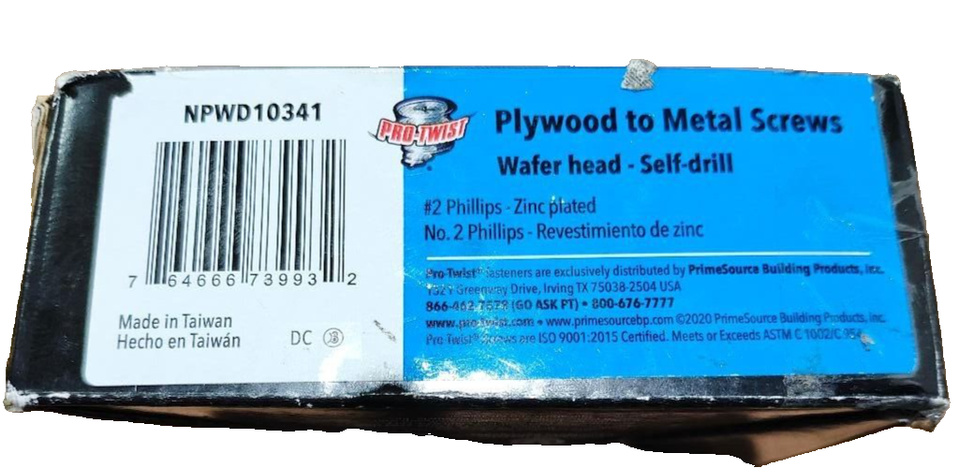 NPWD10341
7 64666 73993 2
Made in Taiwan
Hecho en Taiwán
DC
PRO-TWIST
®
Plywood to Metal Screws
Wafer head - Self-drill
#2 Phillips - Zinc plated
No. 2 Phillips - Revestimiento de zinc
Pro-Twist® fasteners are exclusively distributed by PrimeSource Building Products, Inc.
Greenway Drive, Irving TX 75038-2504 USA
(GO ASK PT) • 800-676-7777
www.pro-twist.com • www.primesourcebp.com ©2020 PrimeSource Building Products, Inc.
Pro-Twist® Screws are ISO 9001:2015 Certified. Meets or Exceeds ASTM C 1002/C 954